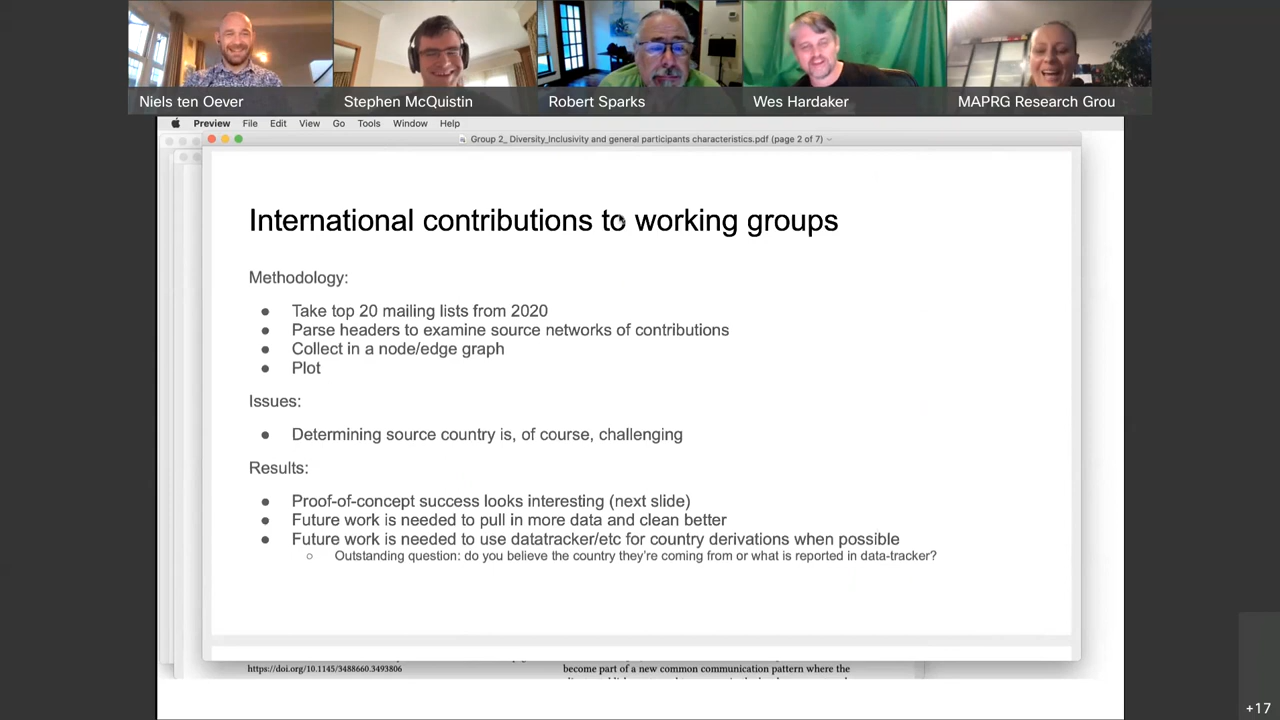 Niels ten Oever
Stephen McQuistin
Robert Sparks
Wes Hardaker
MAPRG Research Grou
Preview File Edit View Go Tools Window Help
Group 2_ Diversity_Inclusivity and general participants characteristics.pdf (page 2 of 7)
International contributions to working groups
Methodology:
● Take top 20 mailing lists from 2020
● Parse headers to examine source networks of contributions
● Collect in a node/edge graph
● Plot
Issues:
● Determining source country is, of course, challenging
Results:
● Proof-of-concept success looks interesting (next slide)
● Future work is needed to pull in more data and clean better
● Future work is needed to use datatracker/etc for country derivations when possible
○ Outstanding question: do you believe the country they're coming from or what is reported in data-tracker?
https://doi.org/10.1145/3488660.3493806
become part of a new common communication pattern where the
+17